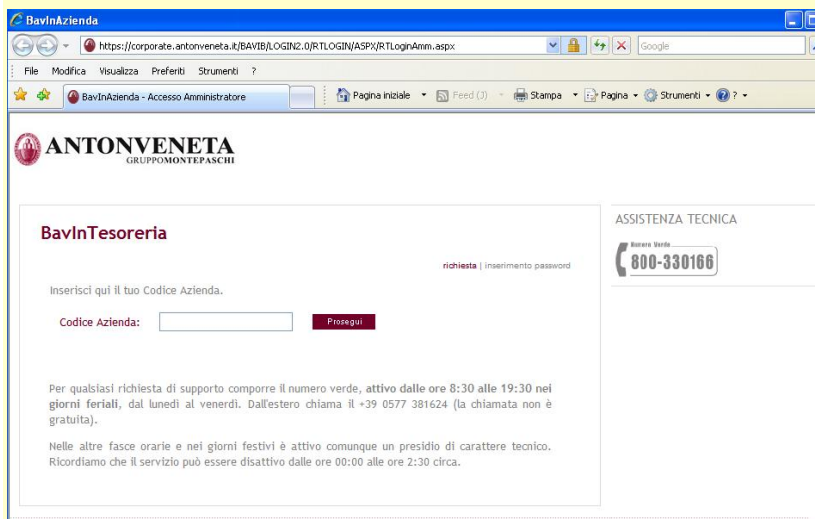 BavInAzienda
https://corporate.antonveneta.it/BAVIB/LOGIN2.0/RTLOGIN/ASPX/RTLoginAmm.aspx
Google
File Modifica Visualizza Preferiti Strumenti ?
BavInAzienda - Accesso Amministratore
Pagina iniziale
Feed (J)
Stampa
Pagina
Strumenti
?
ANTONVENETA
GRUPPOMONTEPASCHI
BavInTesoreria
richiesta | inserimento password
Inserisci qui il tuo Codice Azienda.
Codice Azienda:
Prosegui
Per qualsiasi richiesta di supporto comporre il numero verde, attivo dalle ore 8:30 alle 19:30 nei
giorni feriali, dal lunedì al venerdì. Dall'estero chiama il +39 0577 381624 (la chiamata non è
gratuita).
Nelle altre fasce orarie e nei giorni festivi è attivo comunque un presidio di carattere tecnico.
Ricordiamo che il servizio può essere disattivo dalle ore 00:00 alle ore 2:30 circa.
ASSISTENZA TECNICA
Numero Verde
800-330166